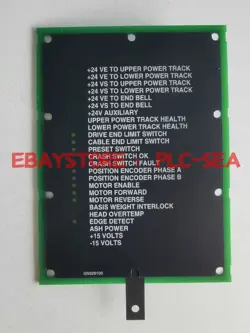 +24 VE TO UPPER POWER TRACK
+24 VE TO LOWER POWER TRACK
+24 VS TO UPPER POWER TRACK
+24 VS TO LOWER POWER TRACK
+24 VE TO END BELL
+24 VS TO END BELL
+24V AUXILIARY
UPPER POWER TRACK HEALTH
LOWER POWER TRACK HEALTH
DRIVE END LIMIT SWITCH
CABLE END LIMIT SWITCH
PRESET SWITCH
CRASH SWITCH OK
CRASH SWITCH FAULT
POSITION ENCODER PHASE A
POSITION ENCODER PHASE B
MOTOR ENABLE
MOTOR FORWARD
MOTOR REVERSE
BASIS WEIGHT INTERLOCK
HEAD OVERTEMP
EDGE DETECT
ASH POWER
+15 VOLTS
-15 VOLTS